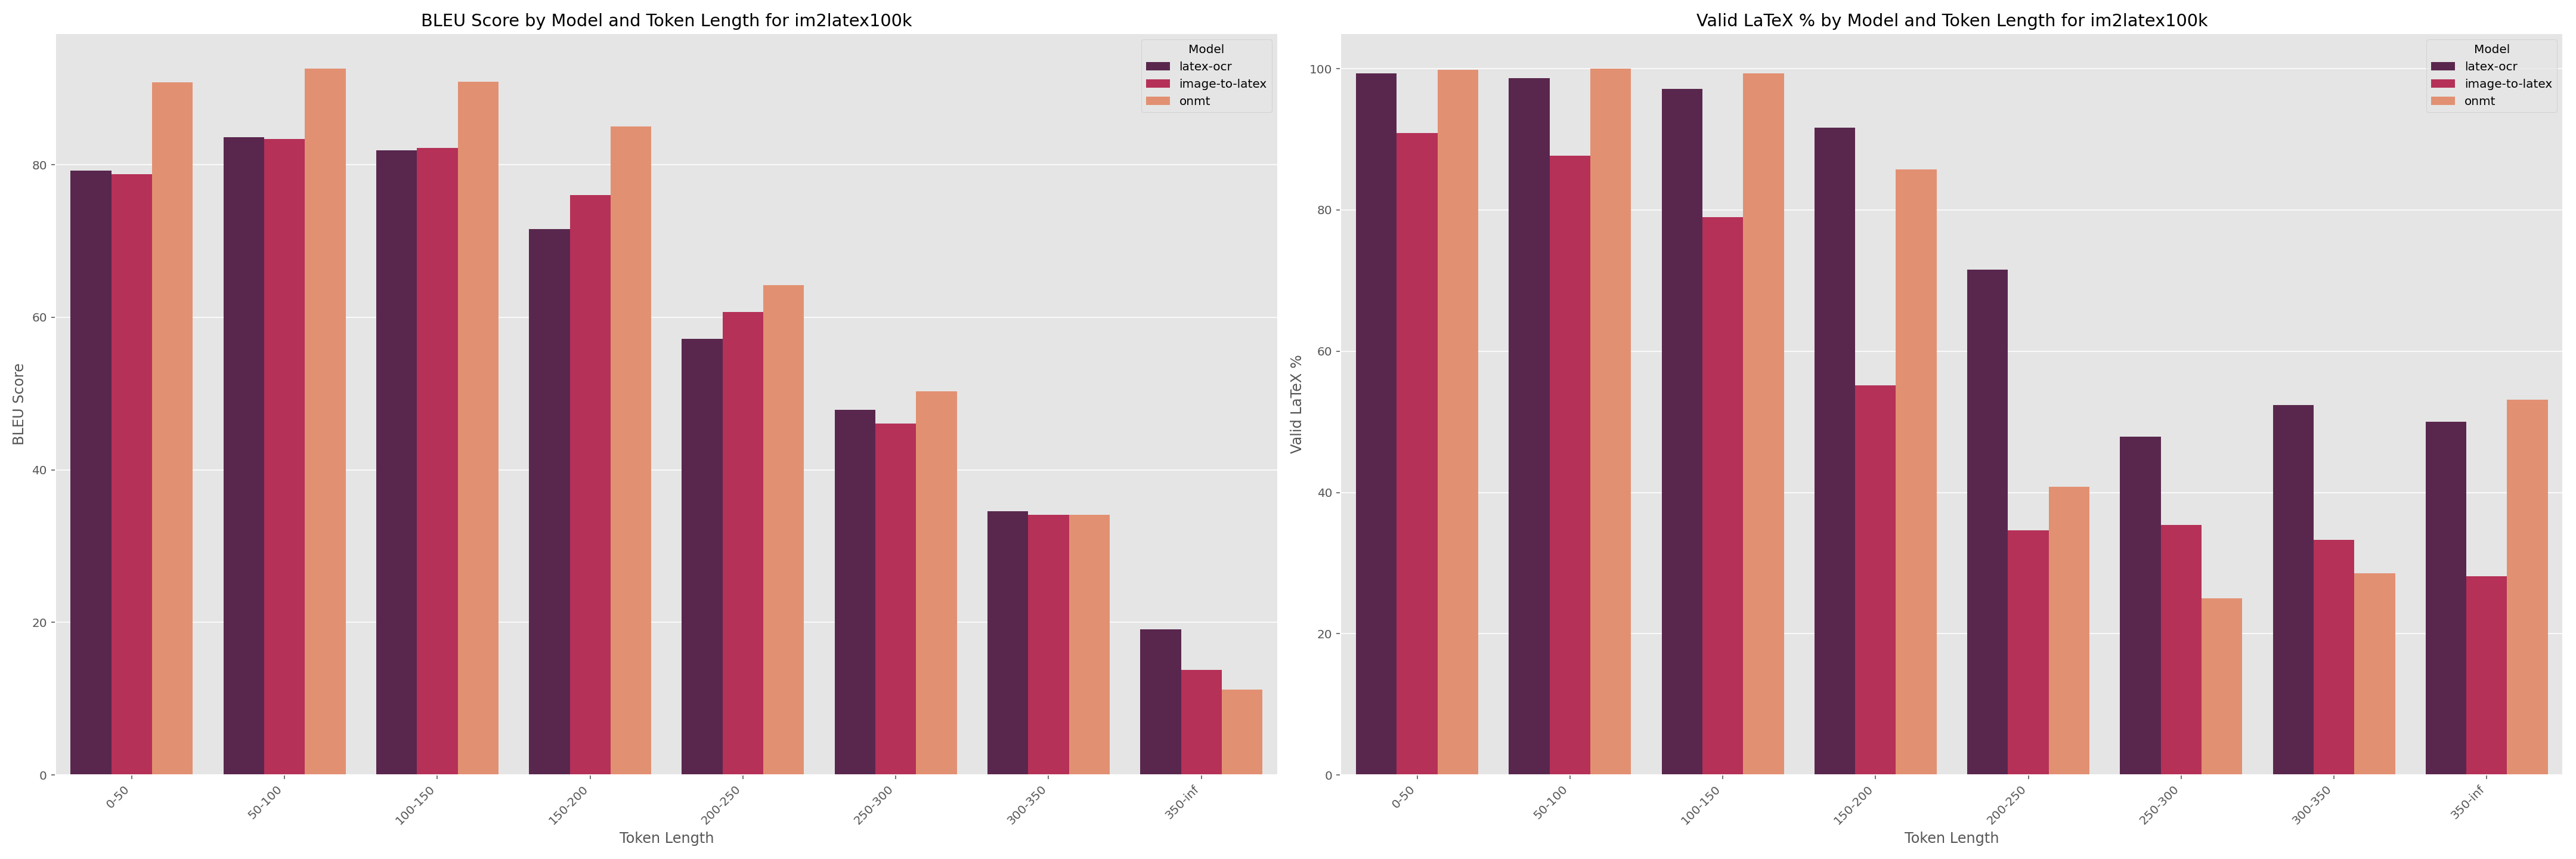 BLEU Score by Model and Token Length for im2latex100k
BLEU Score
80
60
40
20
0
0-50
50-100
100-150
150-200
200-250
250-300
300-350
350-inf
Token Length
Model
latex-ocr
image-to-latex
onmt
Valid LaTeX % by Model and Token Length for im2latex100k
Valid LaTeX %
100
80
60
40
20
0
0-50
50-100
100-150
150-200
200-250
250-300
300-350
350-inf
Token Length
Model
latex-ocr
image-to-latex
onmt